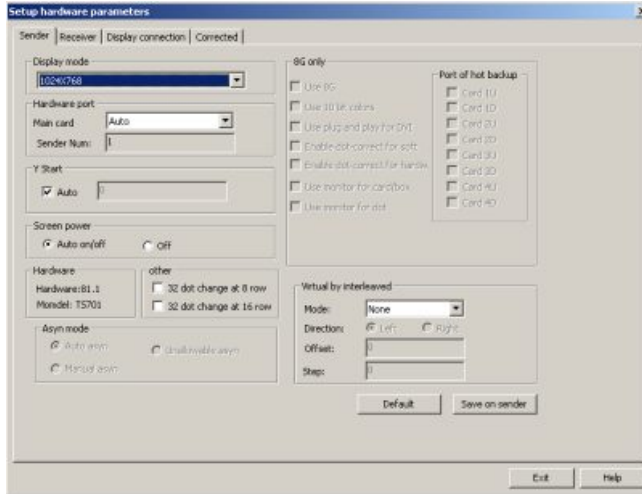 Setup hardware parameters
Sender
Receiver
Display connection
Corrected
Display mode
1024X768
Hardware port
Main card
Auto
Sender Num:
1
Y Start
Auto
0
Screen power
Auto on/off
Off
Hardware
Hardware:81.1
Momdel: TS701
other
32 dot change at 8 row
32 dot change at 16 row
Asyn mode
Auto asyn
Manual asyn
8G only
Use 8G
Use 10 bit colors
Use plug and play for DVI
Enable-dot-correct for soft
Enable dot-correct for hardw
Use monitor for card/box
Use monitor for dot
Port of hot backup
Card 1U
Card 1D
Card 2U
Card 2D
Card 3U
Card 3D
Card 4U
Card 4D
Virtual by interleaved
Mode:
None
Direction:
Left
Right
Offset:
0
Step:
0
Default
Save on sender
Exit
Help